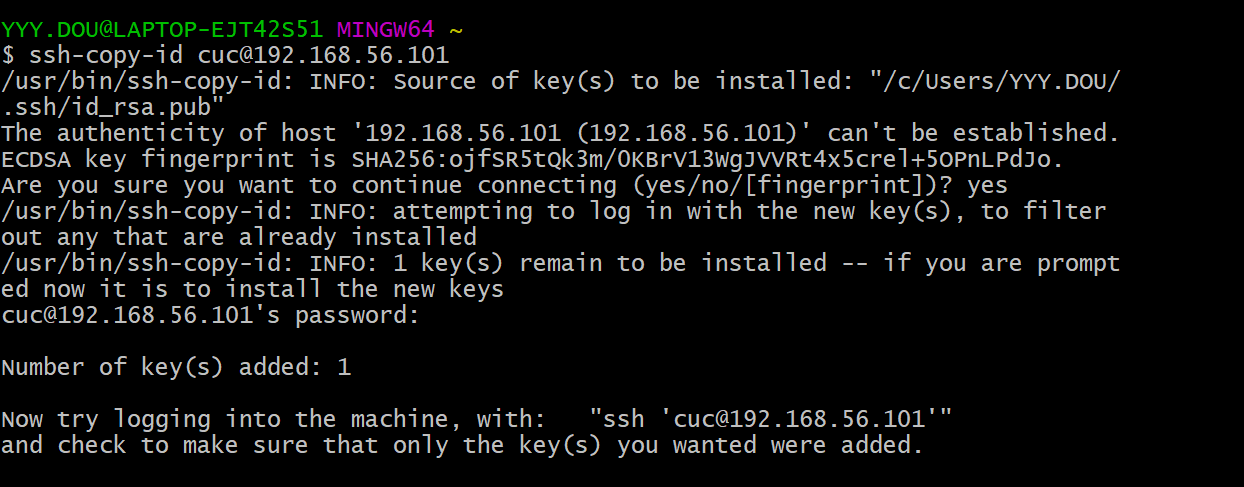 YYY.DOU@LAPTOP-EJT42S51 MINGW64 ~
$ ssh-copy-id cuc@192.168.56.101
/usr/bin/ssh-copy-id: INFO: Source of key(s) to be installed: "/c/Users/YYY.DOU/
.ssh/id_rsa.pub"
The authenticity of host '192.168.56.101 (192.168.56.101)' can't be established.
ECDSA key fingerprint is SHA256:ojfSR5tQk3m/OKBrV13WgJVVRt4x5crel+5OPnLPdJo.
Are you sure you want to continue connecting (yes/no/[fingerprint])? yes
/usr/bin/ssh-copy-id: INFO: attempting to log in with the new key(s), to filter
out any that are already installed
/usr/bin/ssh-copy-id: INFO: 1 key(s) remain to be installed -- if you are prompt
ed now it is to install the new keys
cuc@192.168.56.101's password:
Number of key(s) added: 1
Now try logging into the machine, with:   "ssh 'cuc@192.168.56.101'"
and check to make sure that only the key(s) you wanted were added.